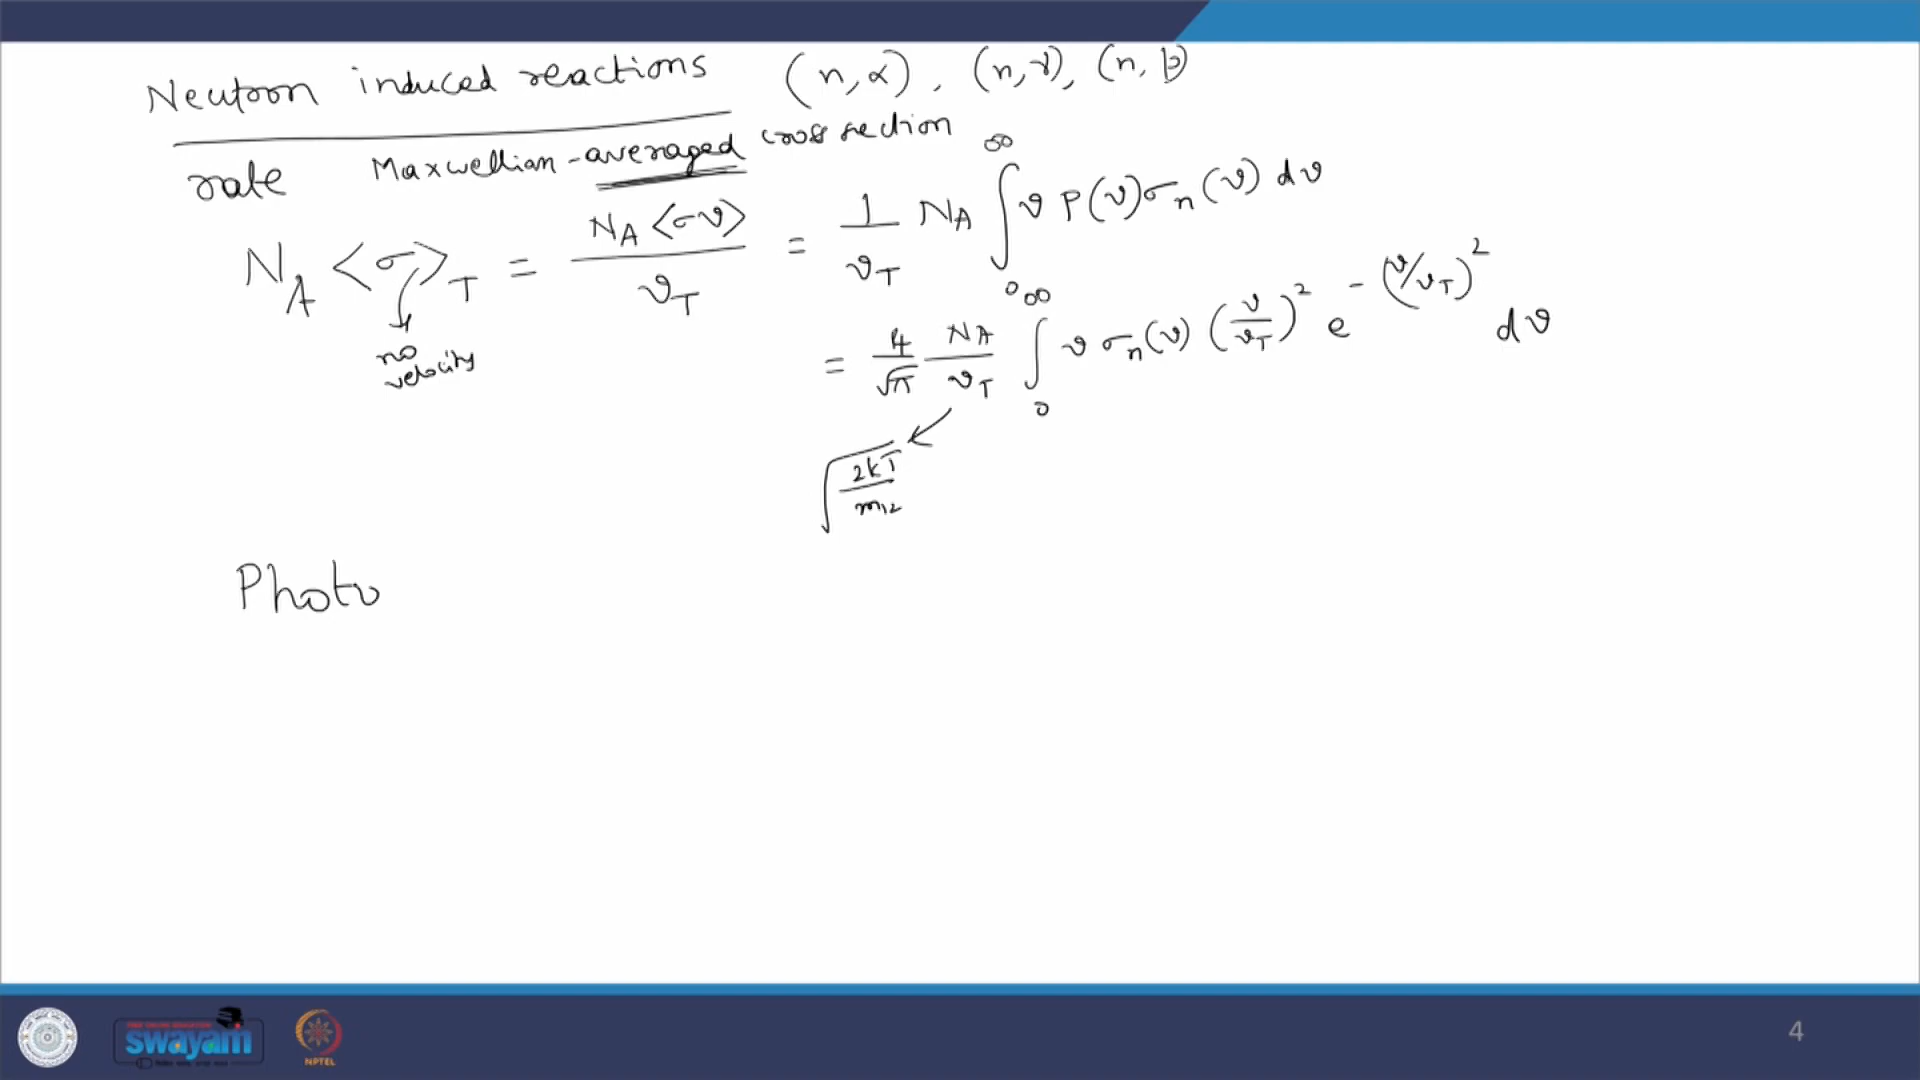 Neutron induced reactions (n,α), (n,γ), (n,p)
rate Maxwellian-averaged cross section
N_A <σ>_T = N_A <σv> / v_T = 1/v_T N_A ∫_0^∞ v P(v) σ_n(v) dv
no
velocity
= 4/√π N_A/v_T ∫_0^∞ v σ_n(v) (v/v_T)^2 e^-(v/v_T)^2 dv
√(2kT/m_12)
Photo
swayam
NPTEL
4